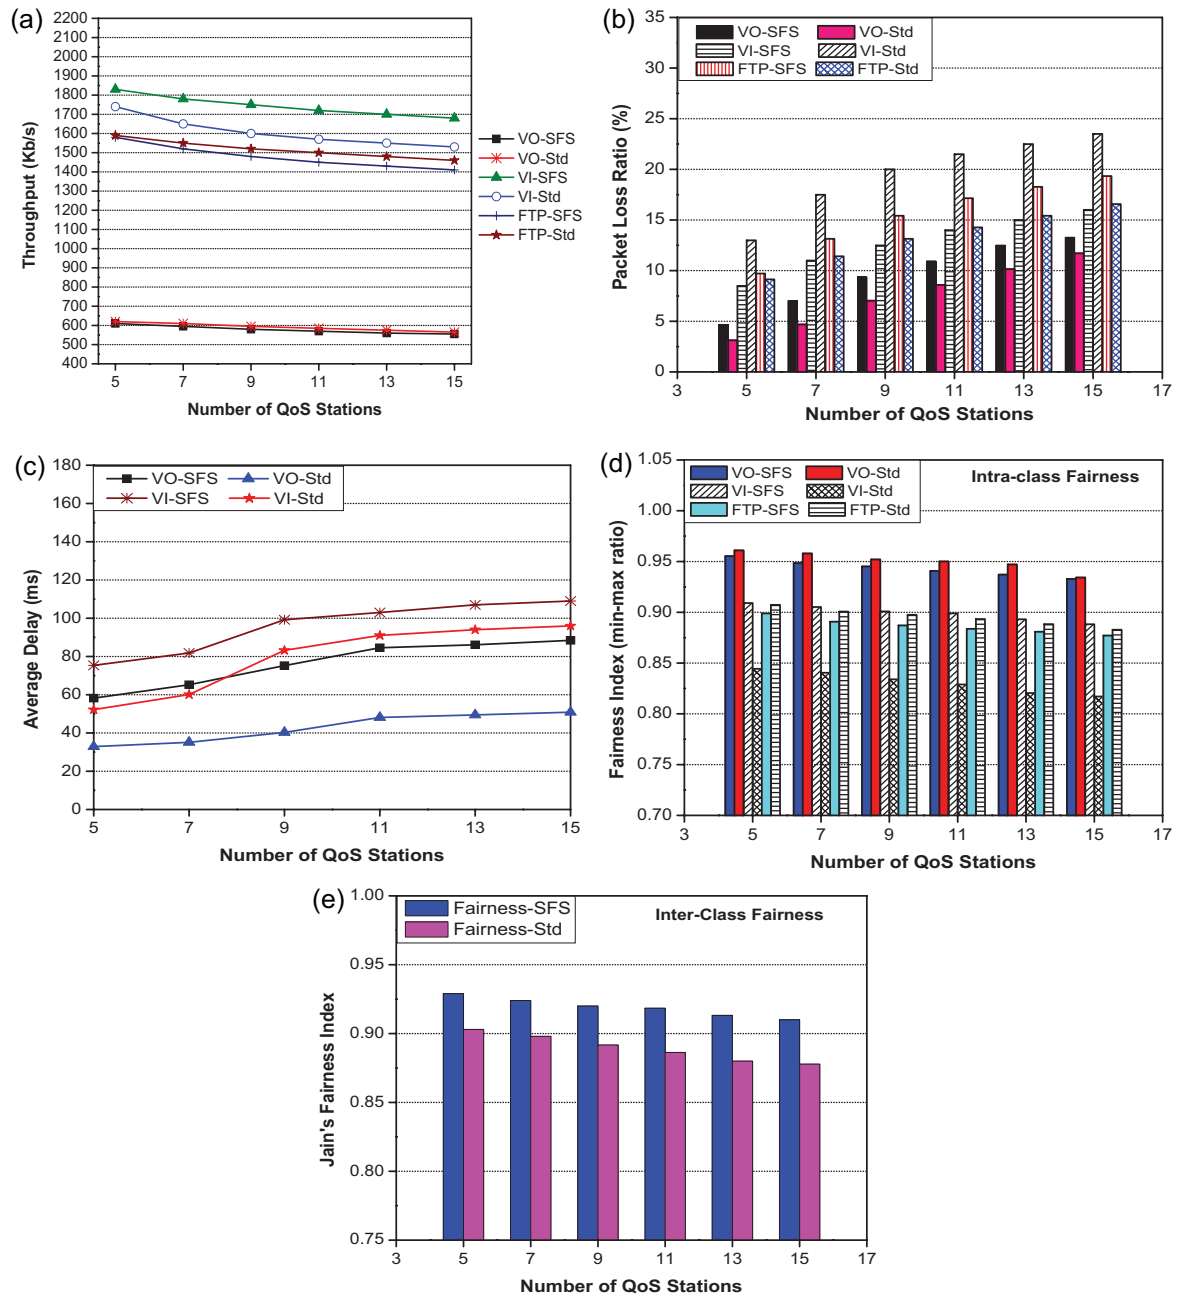 (a)
2200
2100
2000
1900
1800
1700
1600
1500
1400
1300
1200
1100
1000
900
800
700
600
500
400
Throughput (Kb/s)
5 7 9 11 13 15
Number of QoS Stations
VO-SFS
VO-Std
VI-SFS
VI-Std
FTP-SFS
FTP-Std
(b)
35
30
25
20
15
10
5
0
Packet Loss Ratio (%)
VO-SFS VO-Std
VI-SFS VI-Std
FTP-SFS FTP-Std
3 5 7 9 11 13 15 17
Number of QoS Stations
(c)
180
160
140
120
100
80
60
40
20
0
Average Delay (ms)
VO-SFS VO-Std
VI-SFS VI-Std
5 7 9 11 13 15
Number of QoS Stations
(d)
1.05
1.00
0.95
0.90
0.85
0.80
0.75
0.70
Fairness Index (min-max ratio)
VO-SFS VO-Std
VI-SFS VI-Std
FTP-SFS FTP-Std
Intra-class Fairness
3 5 7 9 11 13 15 17
Number of QoS Stations
(e)
1.00
0.95
0.90
0.85
0.80
0.75
Jain's Fairness Index
Fairness-SFS
Fairness-Std
Inter-Class Fairness
3 5 7 9 11 13 15 17
Number of QoS Stations